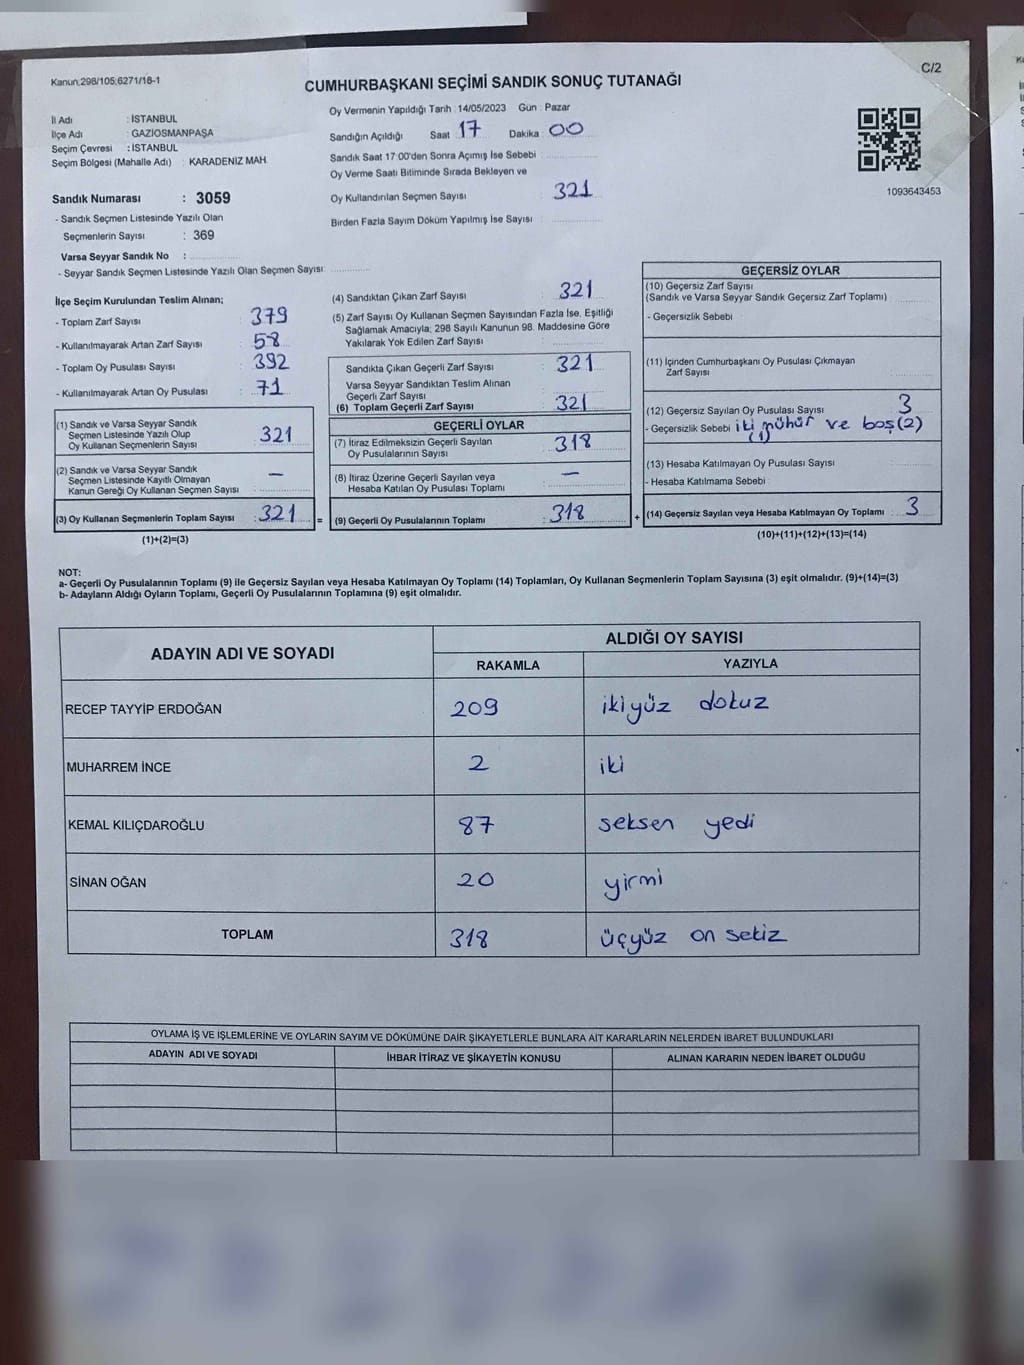 Kanun:298/105;6271/18-1
C/2
CUMHURBAŞKANI SEÇİMİ SANDIK SONUÇ TUTANAĞI
İl Adı : İSTANBUL
İlçe Adı : GAZİOSMANPAŞA
Seçim Çevresi : İSTANBUL
Seçim Bölgesi (Mahalle Adı) : KARADENİZ MAH.
Sandık Numarası : 3059
- Sandık Seçmen Listesinde Yazılı Olan
Seçmenlerin Sayısı : 369
Varsa Seyyar Sandık No :
- Seyyar Sandık Seçmen Listesinde Yazılı Olan Seçmen Sayısı:
Oy Vermenin Yapıldığı Tarih : 14/05/2023 Gün : Pazar
Sandığın Açıldığı Saat 17 Dakika : 00
Sandık Saat 17:00'den Sonra Açımış İse Sebebi :
Oy Verme Saati Bitiminde Sırada Bekleyen ve
Oy Kullandırılan Seçmen Sayısı : 321
Birden Fazla Sayım Döküm Yapılmış İse Sayısı :
1093643453
İlçe Seçim Kurulundan Teslim Alınan;
- Toplam Zarf Sayısı : 379
- Kullanılmayarak Artan Zarf Sayısı : 58
- Toplam Oy Pusulası Sayısı : 392
- Kullanılmayarak Artan Oy Pusulası : 71
(1) Sandık ve Varsa Seyyar Sandık
Seçmen Listesinde Yazılı Olup
Oy Kullanan Seçmenlerin Sayısı : 321
(2) Sandık ve Varsa Seyyar Sandık
Seçmen Listesinde Kayıtlı Olmayan
Kanun Gereği Oy Kullanan Seçmen Sayısı : —
(3) Oy Kullanan Seçmenlerin Toplam Sayısı : 321
(1)+(2)=(3)
=
(4) Sandıktan Çıkan Zarf Sayısı : 321
(5) Zarf Sayısı Oy Kullanan Seçmen Sayısından Fazla İse, Eşitliği
Sağlamak Amacıyla; 298 Sayılı Kanunun 98. Maddesine Göre
Yakılarak Yok Edilen Zarf Sayısı :
Sandıkta Çıkan Geçerli Zarf Sayısı : 321
Varsa Seyyar Sandıktan Teslim Alınan
Geçerli Zarf Sayısı :
(6) Toplam Geçerli Zarf Sayısı : 321
GEÇERLİ OYLAR
(7) İtiraz Edilmeksizin Geçerli Sayılan
Oy Pusulalarının Sayısı : 318
(8) İtiraz Üzerine Geçerli Sayılan veya
Hesaba Katılan Oy Pusulası Toplamı : —
(9) Geçerli Oy Pusulalarının Toplamı : 318
+
GEÇERSİZ OYLAR
(10) Geçersiz Zarf Sayısı
(Sandık ve Varsa Seyyar Sandık Geçersiz Zarf Toplamı) :
- Geçersizlik Sebebi :
(11) İçinden Cumhurbaşkanı Oy Pusulası Çıkmayan
Zarf Sayısı :
(12) Geçersiz Sayılan Oy Pusulası Sayısı : 3
- Geçersizlik Sebebi iki mühür ve boş(2)
(1)
(13) Hesaba Katılmayan Oy Pusulası Sayısı :
- Hesaba Katılmama Sebebi
(14) Geçersiz Sayılan veya Hesaba Katılmayan Oy Toplamı : 3
(10)+(11)+(12)+(13)=(14)
NOT:
a- Geçerli Oy Pusulalarının Toplamı (9) ile Geçersiz Sayılan veya Hesaba Katılmayan Oy Toplamı (14) Toplamları, Oy Kullanan Seçmenlerin Toplam Sayısına (3) eşit olmalıdır. (9)+(14)=(3)
b- Adayların Aldığı Oyların Toplamı, Geçerli Oy Pusulalarının Toplamına (9) eşit olmalıdır.
ADAYIN ADI VE SOYADI
ALDIĞI OY SAYISI
RAKAMLA YAZIYLA
RECEP TAYYİP ERDOĞAN 209 ikiyüz dokuz
MUHARREM İNCE 2 iki
KEMAL KILIÇDAROĞLU 87 seksen yedi
SİNAN OĞAN 20 yirmi
TOPLAM 318 üçyüz on sekiz
OYLAMA İŞ VE İŞLEMLERİNE VE OYLARIN SAYIM VE DÖKÜMÜNE DAİR ŞİKAYETLERLE BUNLARA AİT KARARLARIN NELERDEN İBARET BULUNDUKLARI
ADAYIN ADI VE SOYADI İHBAR İTİRAZ VE ŞİKAYETİN KONUSU ALINAN KARARIN NEDEN İBARET OLDUĞU